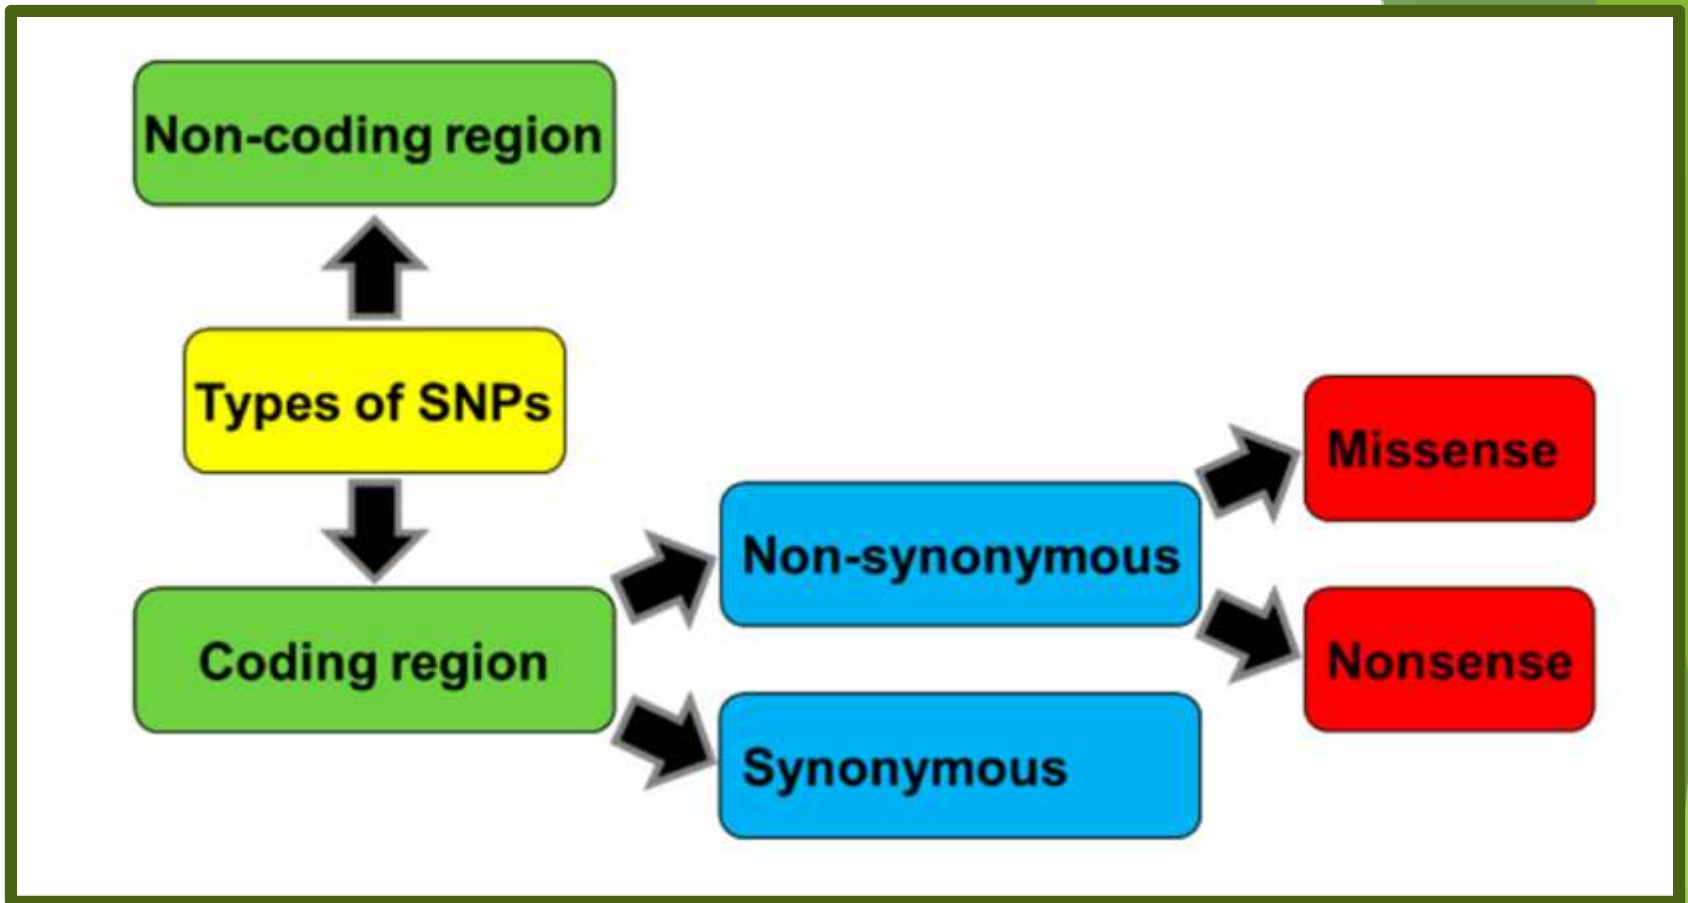 Non-coding region
Types of SNPs
Coding region
Non-synonymous
Synonymous
Missense
Nonsense